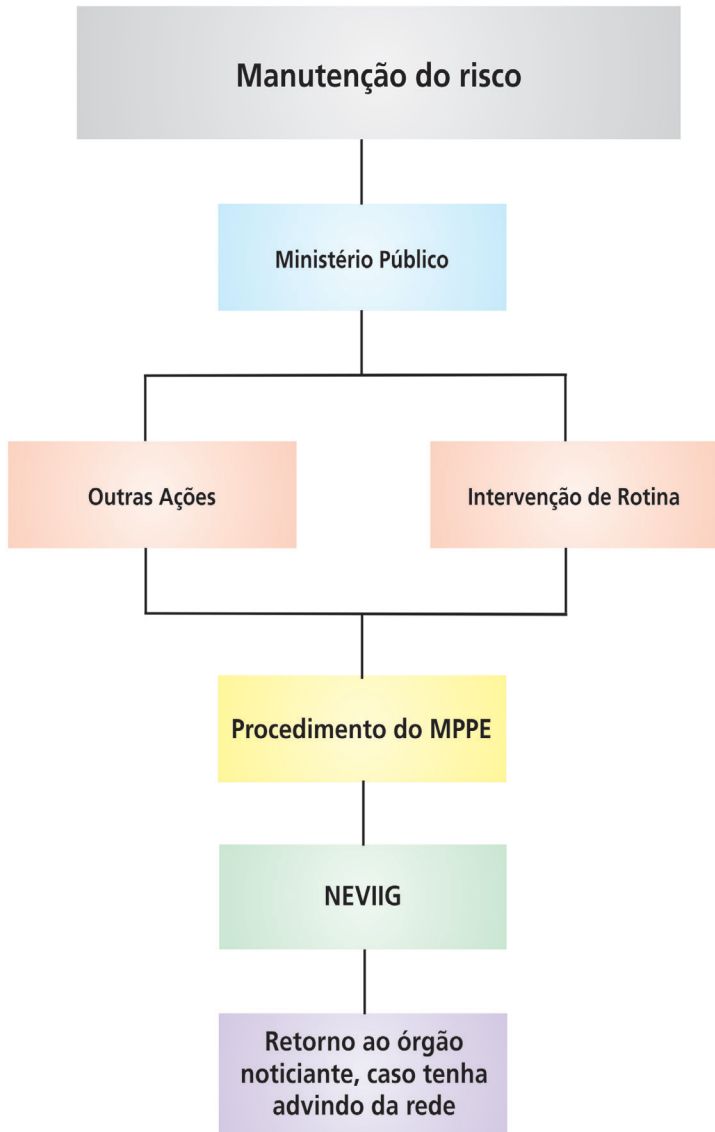 Manutenção do risco
Ministério Público
Outras Ações
Intervenção de Rotina
Procedimento do MPPE
NEVIIG
Retorno ao órgão
noticiante, caso tenha
advindo da rede